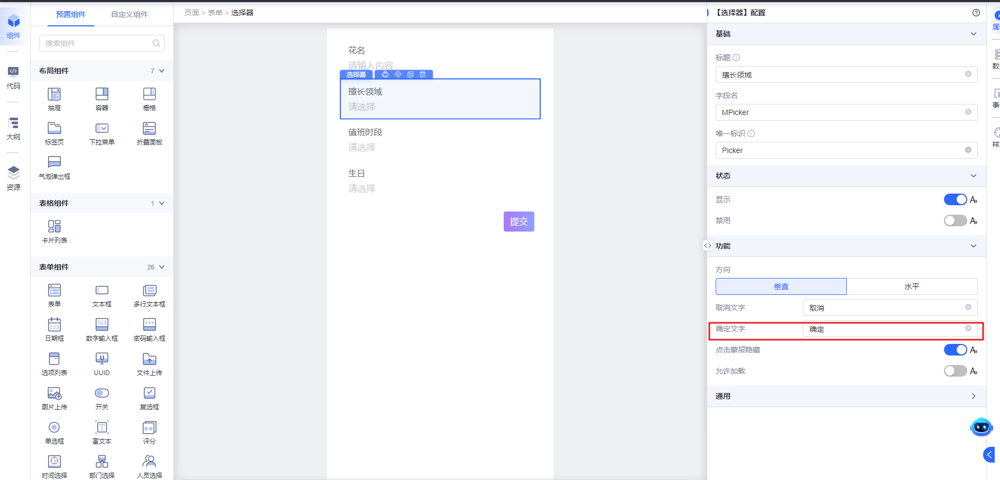 组件
代码
大纲
资源
预置组件
自定义组件
搜索组件
布局组件
7
抽屉
容器
栅格
标签页
下拉菜单
折叠面板
气泡弹出框
表格组件
1
卡片列表
表单组件
26
表单
文本框
多行文本框
日期框
数字输入框
密码输入框
选项列表
UUID
文件上传
图片上传
开关
复选框
单选框
富文本
评分
时间选择
部门选择
人员选择
页面 > 表单 > 选择器
花名
请输入内容
选择器
擅长领域
请选择
值班时段
请选择
生日
请选择
提交
【选择器】配置
基础
标题
擅长领域
字段名
MPicker
唯一标识
Picker
状态
显示
禁用
功能
方向
垂直
水平
取消文字
取消
确定文字
确定
点击蒙层隐藏
允许加载
通用